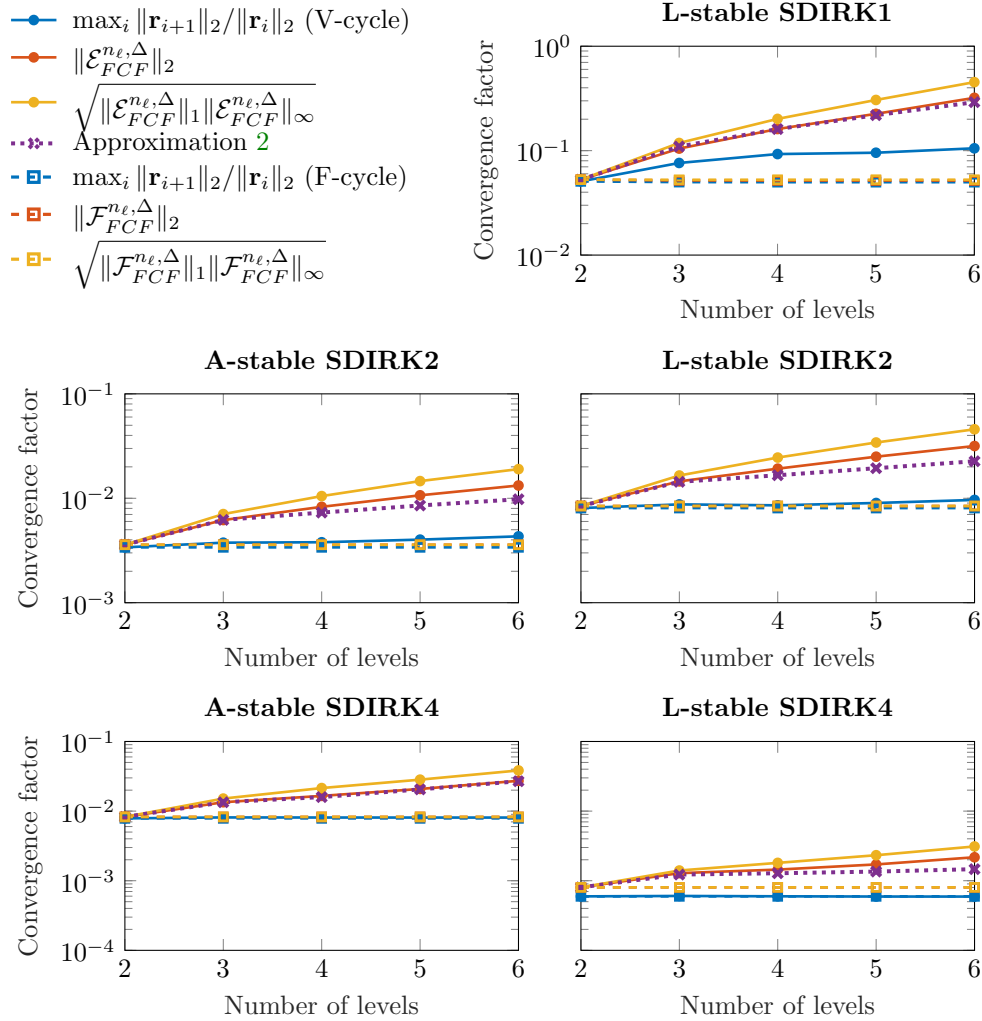 max_i ‖r_{i+1}‖_2/‖r_i‖_2 (V-cycle)
‖ℰ_{FCF}^{n_ℓ,Δ}‖_2
√(‖ℰ_{FCF}^{n_ℓ,Δ}‖_1‖ℰ_{FCF}^{n_ℓ,Δ}‖_∞)
Approximation 2
max_i ‖r_{i+1}‖_2/‖r_i‖_2 (F-cycle)
‖ℱ_{FCF}^{n_ℓ,Δ}‖_2
√(‖ℱ_{FCF}^{n_ℓ,Δ}‖_1‖ℱ_{FCF}^{n_ℓ,Δ}‖_∞)
L-stable SDIRK1
Convergence factor
10^0
10^{-1}
10^{-2}
2 3 4 5 6
Number of levels
A-stable SDIRK2
Convergence factor
10^{-1}
10^{-2}
10^{-3}
2 3 4 5 6
Number of levels
L-stable SDIRK2
2 3 4 5 6
Number of levels
A-stable SDIRK4
Convergence factor
10^{-1}
10^{-2}
10^{-3}
10^{-4}
2 3 4 5 6
Number of levels
L-stable SDIRK4
2 3 4 5 6
Number of levels